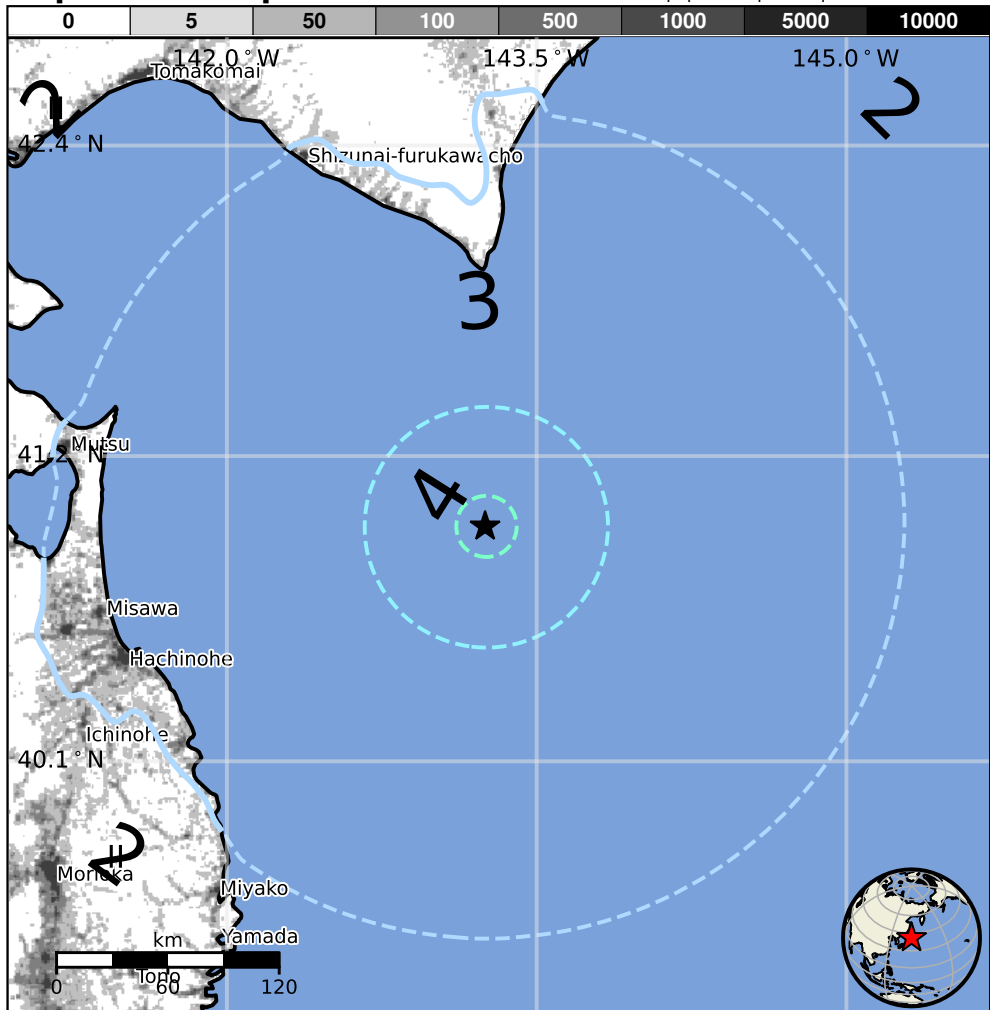 0 5 50 100 500 1000 5000 10000
142.0°W 143.5°W 145.0°W
Tomakomai
2
2
42.4°N
Shizunai-furukawacho
3
Mutsu
41.2°N
4
Misawa
Hachinohe
Ichinohe
40.1°N
2
Morioka
Miyako
km
Yamada
Tono
0 60 120